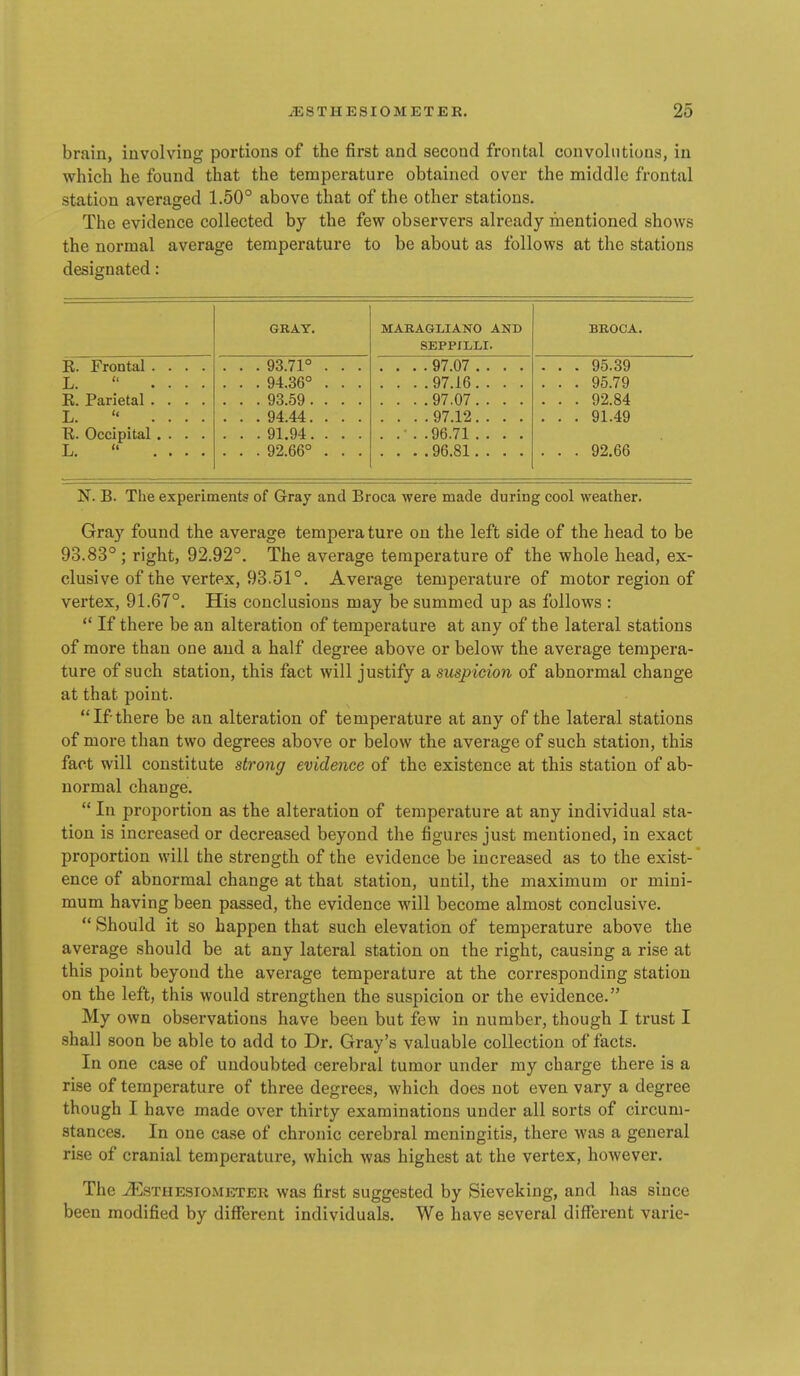 ÆSTHESIOMETER. 25
brain, involving portions of the first and second frontal convolutions, in
which he found that the temperature obtained over the middle frontal
station averaged 1.50° above that of the other stations.
The evidence collected by the few observers already mentioned shows
the normal average temperature to be about as follows at the stations
designated:
GRAY. MARAGLIANO AND SEPPILLI. BROCA.
R. Frontal . . . . . . . 93.71° . . . . . . . 97.07 . . . . . . . 95.39
L. “ . . . . . . . 94.36° . . . . . . . 97.16 . . . . . . . 95.79
R. Parietal . . . . . . . 93.59 . . . . . . . . 97.07 . . . . . . . 92.84
L. “ . . . . . . . 94.44 . . . . . . . . 97.12 . . . . . . . 91.49
R. Occipital . . . . . . . 91.94 . . . . . . . . 96.71 . . . .
L. “ . . . . . . . 92.66° . . . . . . . 96.81 . . . . . . . 92.66
N. B. The experiments of Gray and Broca were made during cool weather.
Gray found the average temperature on the left side of the head to be
93.83°; right, 92.92°. The average temperature of the whole head, ex-
clusive of the vertex, 93.51°. Average temperature of motor region of
vertex, 91.67°. His conclusions may be summed up as follows :
“ If there be an alteration of temperature at any of the lateral stations
of more than one and a half degree above or below the average tempera-
ture of such station, this fact will justify a suspicion of abnormal change
at that point.
“ If there be an alteration of temperature at any of the lateral stations
of more than two degrees above or below the average of such station, this
fact will constitute strong evidence of the existence at this station of ab-
normal change.
“ In proportion as the alteration of temperature at any individual sta-
tion is increased or decreased beyond the figures just mentioned, in exact
proportion will the strength of the evidence be increased as to the exist-
ence of abnormal change at that station, until, the maximum or mini-
mum having been passed, the evidence will become almost conclusive.
“ Should it so happen that such elevation of temperature above the
average should be at any lateral station on the right, causing a rise at
this point beyond the average temperature at the corresponding station
on the left, this would strengthen the suspicion or the evidence.”
My own observations have been but few in number, though I trust I
shall soon be able to add to Dr. Gray’s valuable collection of facts.
In one case of undoubted cerebral tumor under my charge there is a
rise of temperature of three degrees, which does not even vary a degree
though I have made over thirty examinations under all sorts of circum-
stances. In one case of chronic cerebral meningitis, there was a general
rise of cranial temperature, which was highest at the vertex, however.
The ÆSTHESIOMETER was first suggested by Sieveking, and has since
been modified by different individuals. We have several different varie-